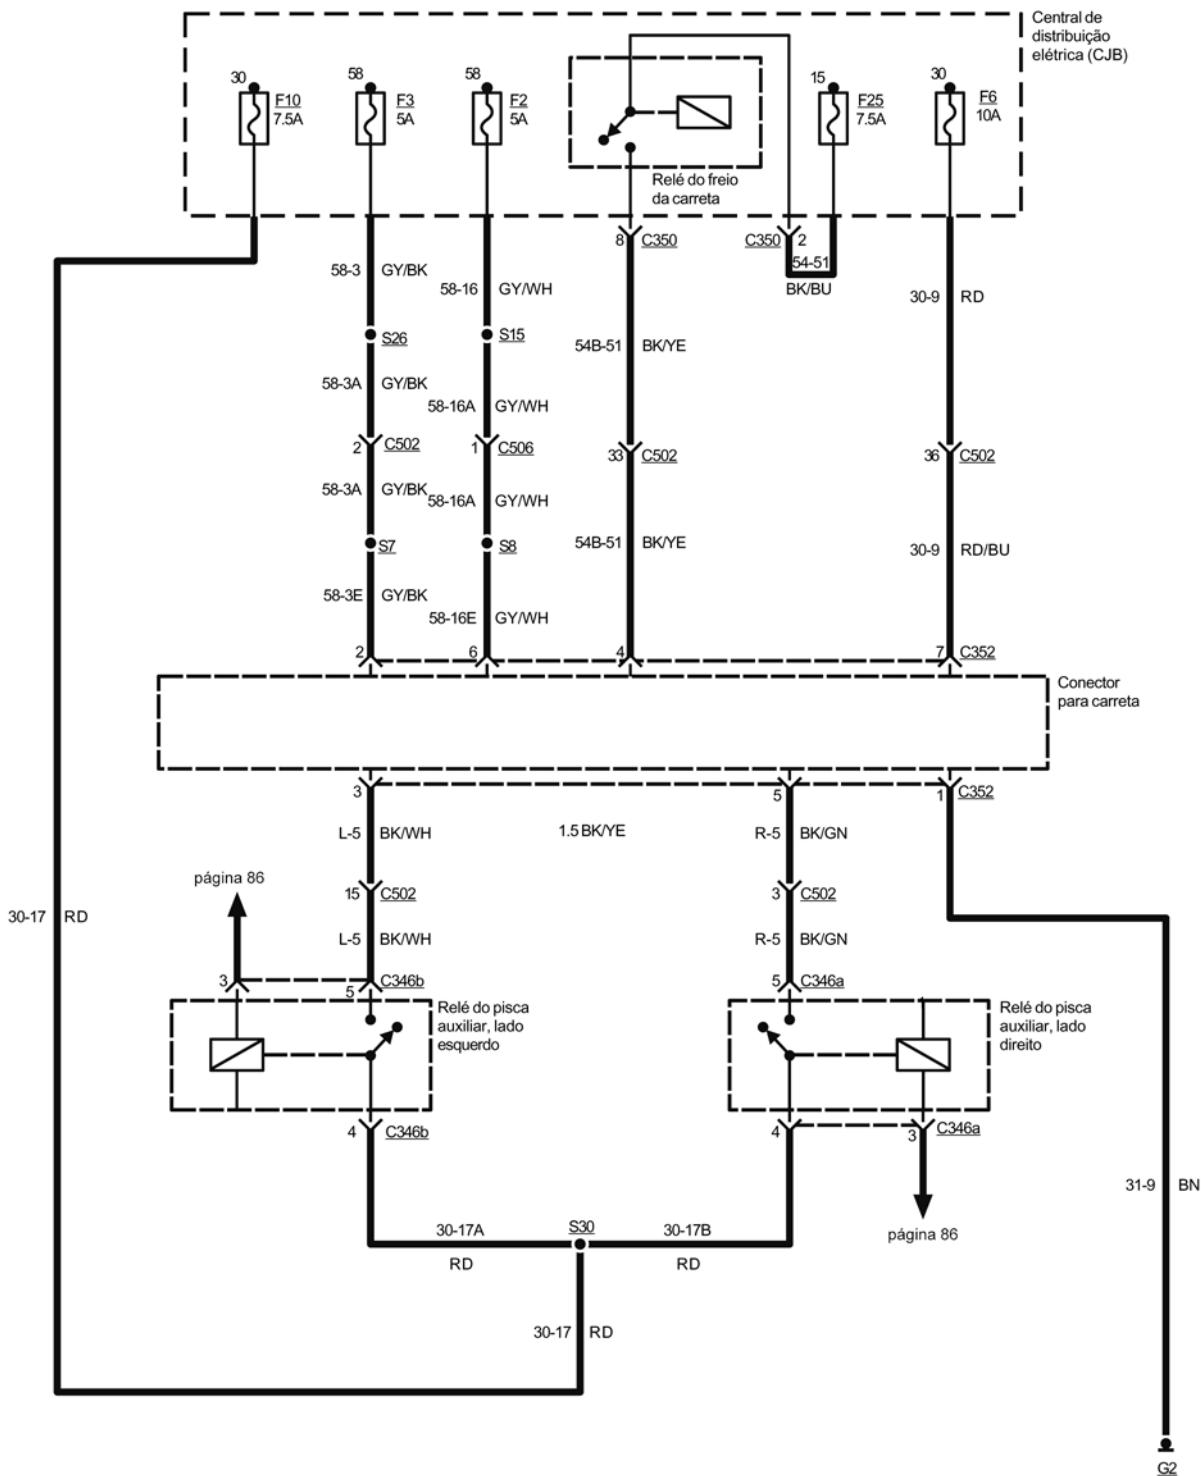 Central de
distribuição
elétrica (CJB)
30
F10
7.5A
58
F3
5A
58
F2
5A
15
F25
7.5A
30
F6
10A
Relé do freio
da carreta
8 C350
C350 2
54-51
BK/BU
58-3 GY/BK
58-16 GY/WH
30-9 RD
S26
S15
54B-51 BK/YE
58-3A GY/BK
58-16A GY/WH
2 C502
1 C506
33 C502
36 C502
58-3A GY/BK
58-16A GY/WH
S7
S8
54B-51 BK/YE
30-9 RD/BU
58-3E GY/BK
58-16E GY/WH
2
6
4
7 C352
Conector
para carreta
3
5
1 C352
L-5 BK/WH
1.5 BK/YE
R-5 BK/GN
página 86
15 C502
3 C502
30-17 RD
L-5 BK/WH
R-5 BK/GN
3
5 C346b
5 C346a
Relé do pisca
auxiliar, lado
esquerdo
Relé do pisca
auxiliar, lado
direito
4 C346b
4
3 C346a
31-9 BN
30-17A
RD
S30
30-17B
RD
página 86
30-17 RD
G2